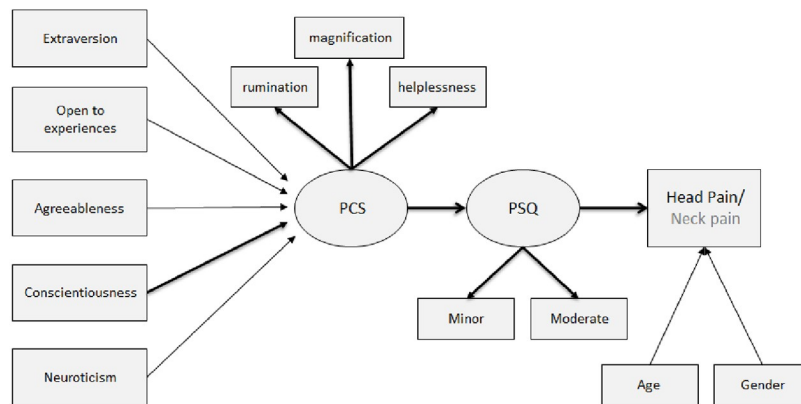 Extraversion
magnification
rumination
helplessness
Open to
experiences
Agreeableness
PCS
PSQ
Head Pain/
Neck pain
Conscientiousness
Minor
Moderate
Neuroticism
Age
Gender